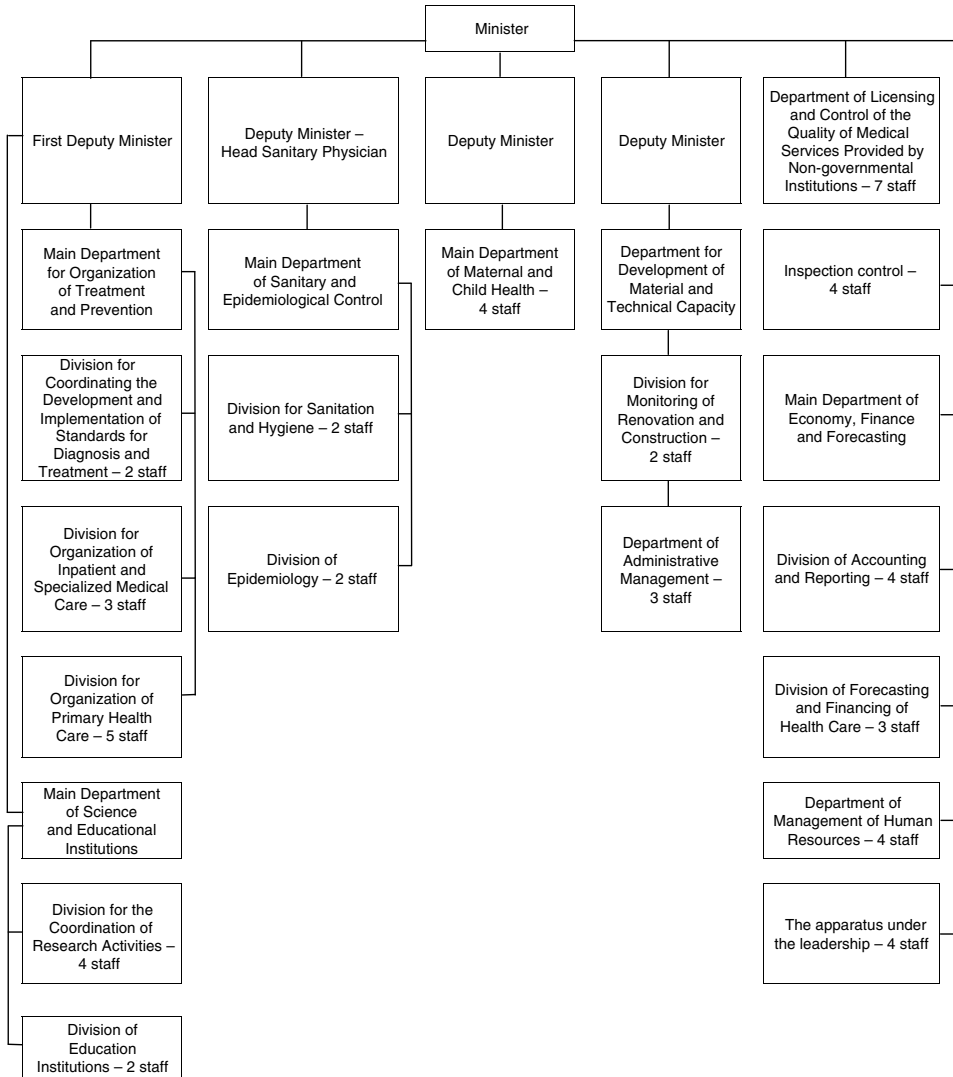 Minister
First Deputy Minister
Deputy Minister –
Head Sanitary Physician
Deputy Minister
Deputy Minister
Department of Licensing
and Control of the
Quality of Medical
Services Provided by
Non-governmental
Institutions – 7 staff
Main Department
for Organization
of Treatment
and Prevention
Main Department
of Sanitary and
Epidemiological Control
Main Department
of Maternal and
Child Health –
4 staff
Department for
Development of
Material and
Technical Capacity
Inspection control –
4 staff
Division for
Coordinating the
Development and
Implementation of
Standards for
Diagnosis and
Treatment – 2 staff
Division for Sanitation
and Hygiene – 2 staff
Division for
Monitoring of
Renovation and
Construction –
2 staff
Main Department of
Economy, Finance
and Forecasting
Division for
Organization of
Inpatient and
Specialized Medical
Care – 3 staff
Division of
Epidemiology – 2 staff
Department of
Administrative
Management –
3 staff
Division of Accounting
and Reporting – 4 staff
Division for
Organization of
Primary Health
Care – 5 staff
Division of Forecasting
and Financing of
Health Care – 3 staff
Main Department
of Science
and Educational
Institutions
Department of
Management of Human
Resources – 4 staff
Division for the
Coordination of
Research Activities –
4 staff
The apparatus under
the leadership – 4 staff
Division of
Education
Institutions – 2 staff